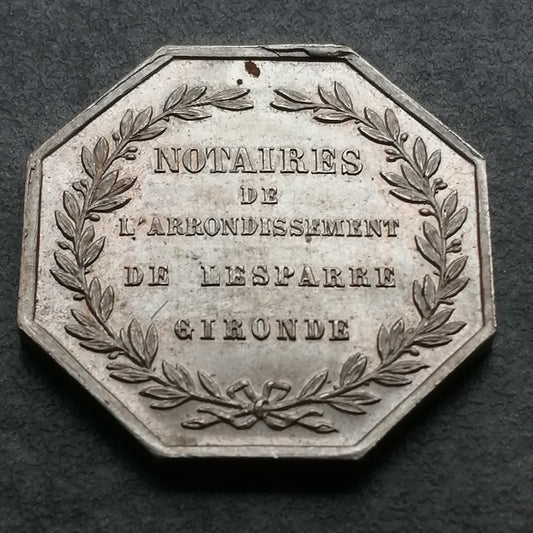 NOTAIRES
DE
L'ARRONDISSEMENT
DE LESPARRE
GIRONDE